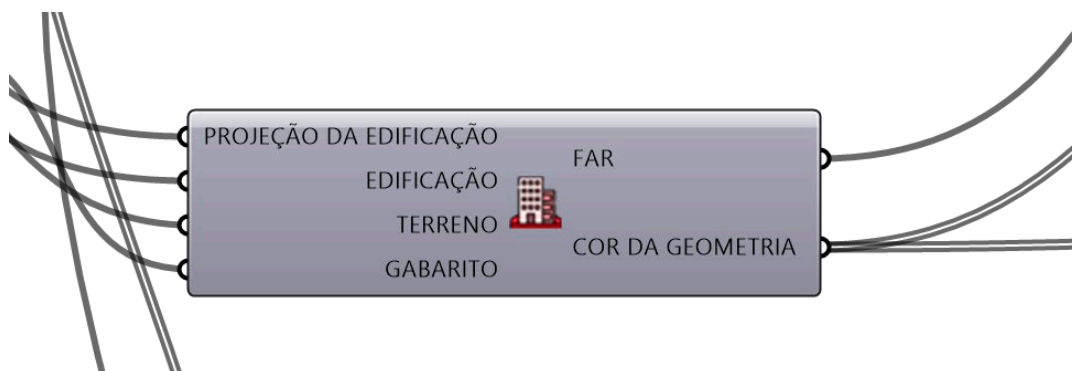 PROJEÇÃO DA EDIFICAÇÃO
EDIFICAÇÃO
TERRENO
GABARITO
FAR
COR DA GEOMETRIA